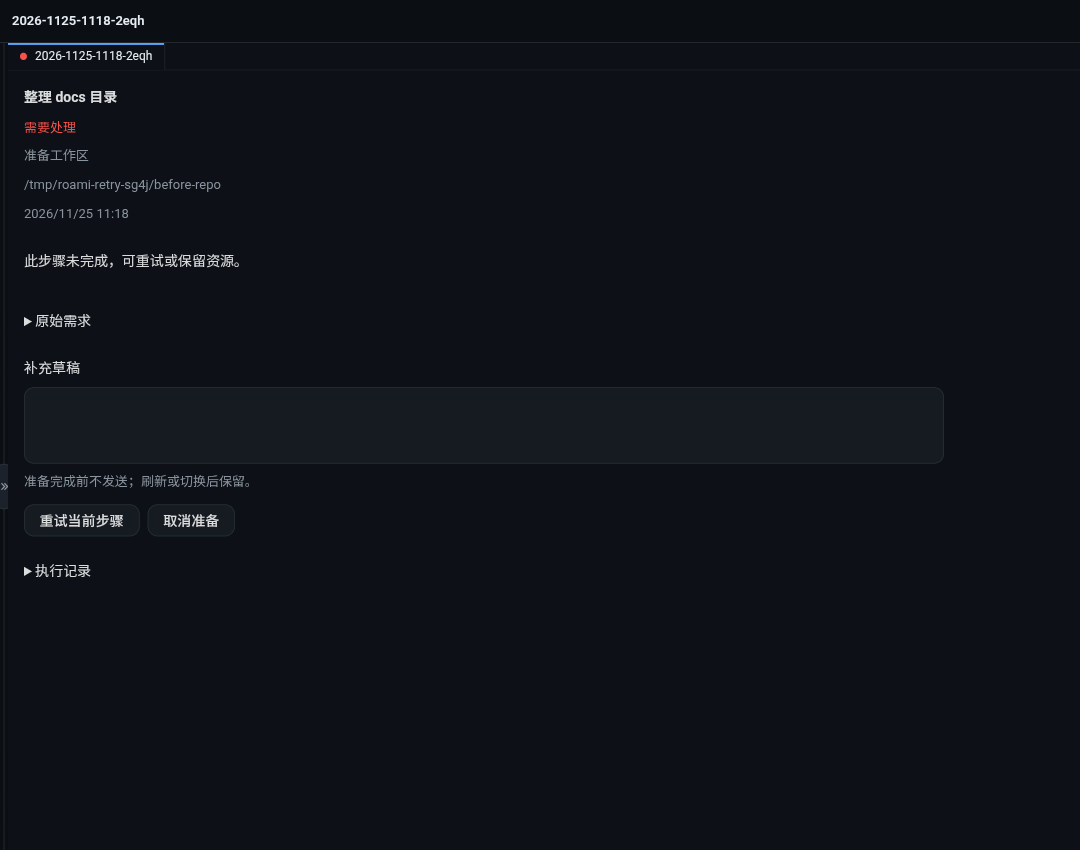 2026-1125-1118-2eqh
2026-1125-1118-2eqh
整理 docs 目录
需要处理
准备工作区
/tmp/roami-retry-sg4j/before-repo
2026/11/25 11:18
此步骤未完成，可重试或保留资源。
▶ 原始需求
补充草稿
准备完成前不发送；刷新或切换后保留。
»
重试当前步骤 取消准备
▶ 执行记录